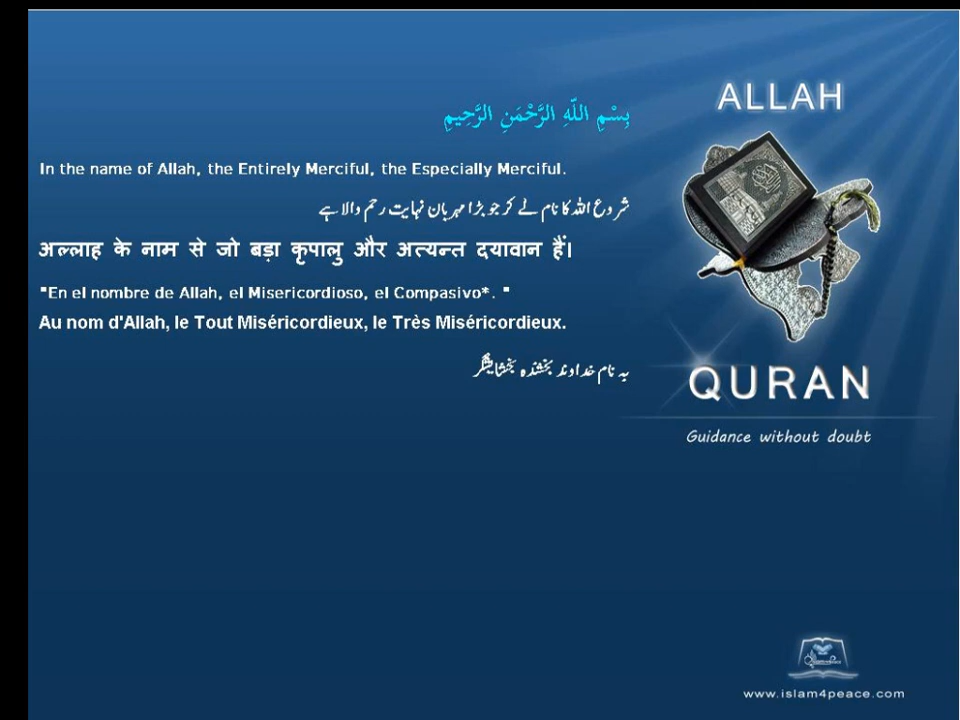 بِسْمِ اللّهِ الرَّحْمَنِ الرَّحِيمِ
In the name of Allah, the Entirely Merciful, the Especially Merciful.
شروع اللہ کا نام لے کر جو بڑا مہربان نہایت رحم والا ہے
अल्लाह के नाम से जो बड़ा कृपालु और अत्यन्त दयावान हैं।
"En el nombre de Allah, el Misericordioso, el Compasivo*. "
Au nom d'Allah, le Tout Miséricordieux, le Très Miséricordieux.
به نام خداوند بخشنده بخشایشگر
ALLAH
QURAN
Guidance without doubt
www.islam4peace.com